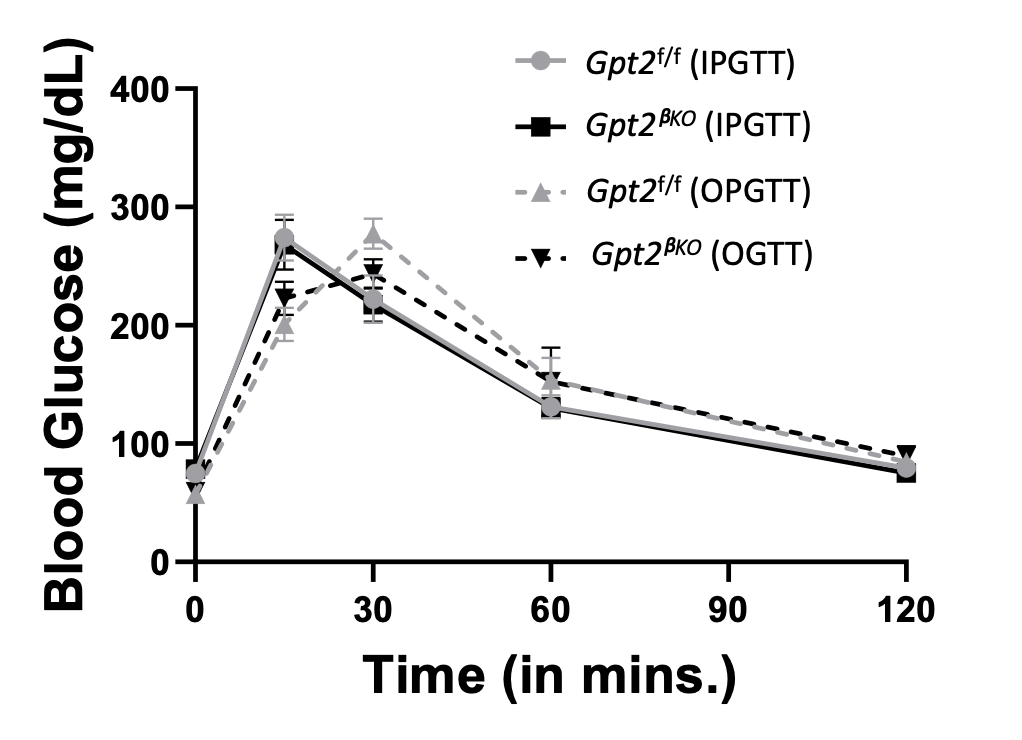 Blood Glucose (mg/dL)
400
300
200
100
0
Gpt2f/f (IPGTT)
Gpt2βKO (IPGTT)
Gpt2f/f (OPGTT)
Gpt2βKO (OGTT)
0 30 60 90 120
Time (in mins.)